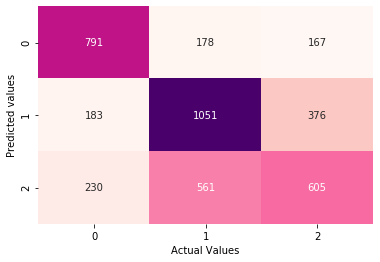 0
791 178 167
Predicted values
1
183 1051 376
2
230 561 605
0 1 2
Actual Values